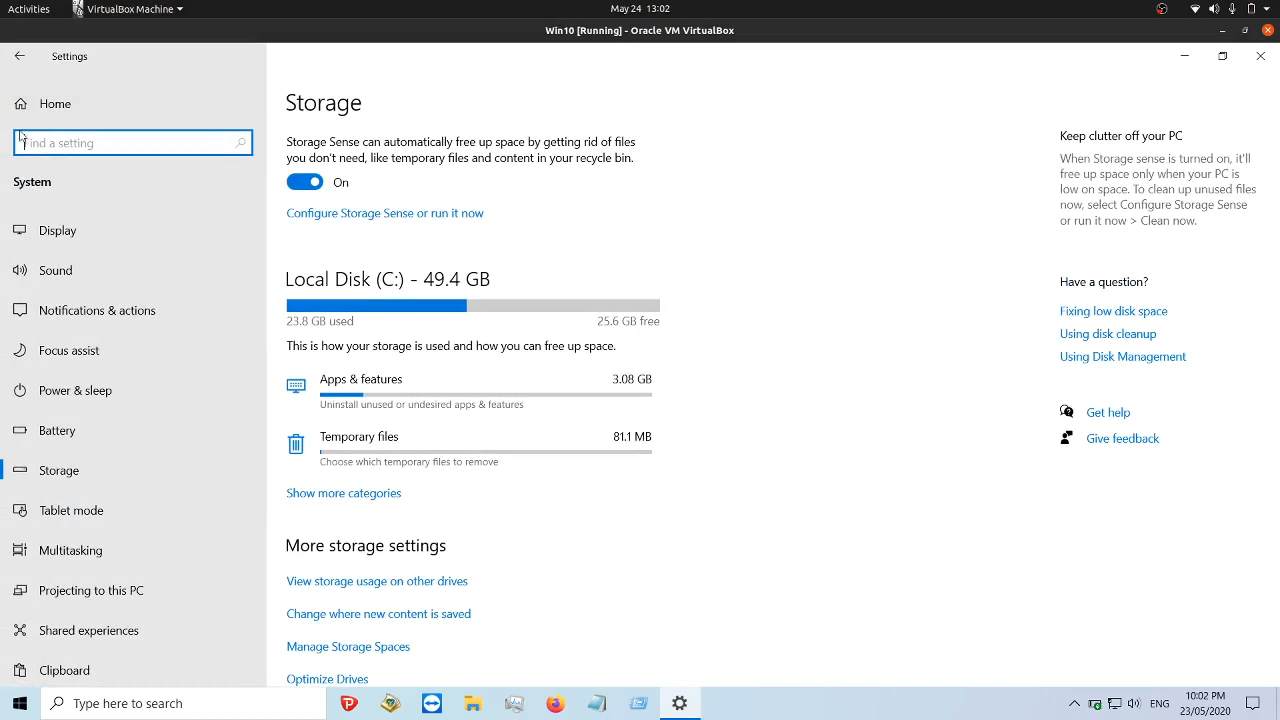 Activities
VirtualBox Machine
May 24 13:02
Win10 [Running] - Oracle VM VirtualBox
Settings
Home
Find a setting
System
Display
Sound
Notifications & actions
Focus assist
Power & sleep
Battery
Storage
Tablet mode
Multitasking
Projecting to this PC
Shared experiences
Clipboard
Storage
Storage Sense can automatically free up space by getting rid of files
you don't need, like temporary files and content in your recycle bin.
On
Configure Storage Sense or run it now
Local Disk (C:) - 49.4 GB
23.8 GB used
25.6 GB free
This is how your storage is used and how you can free up space.
Apps & features
3.08 GB
Uninstall unused or undesired apps & features
Temporary files
81.1 MB
Choose which temporary files to remove
Show more categories
More storage settings
View storage usage on other drives
Change where new content is saved
Manage Storage Spaces
Optimize Drives
Keep clutter off your PC
When Storage sense is turned on, it'll
free up space only when your PC is
low on space. To clean up unused files
now, select Configure Storage Sense
or run it now > Clean now.
Have a question?
Fixing low disk space
Using disk cleanup
Using Disk Management
Get help
Give feedback
Type here to search
ENG
10:02 PM
23/05/2020